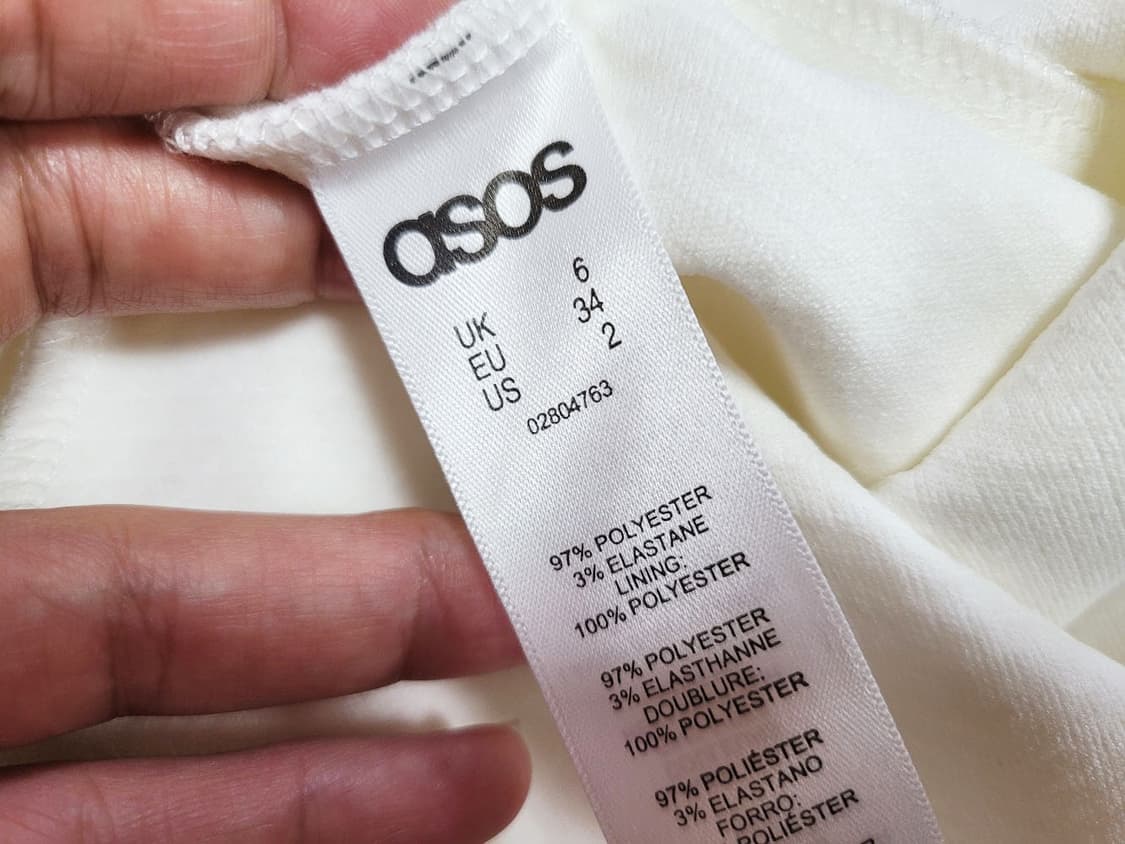 asos
UK 6
EU 34
US 2
02804763
97% POLYESTER
3% ELASTANE
LINING:
100% POLYESTER
97% POLYESTER
3% ELASTHANNE
DOUBLURE:
100% POLYESTER
97% POLIÉSTER
3% ELASTANO
FORRO:
POLIÉSTER